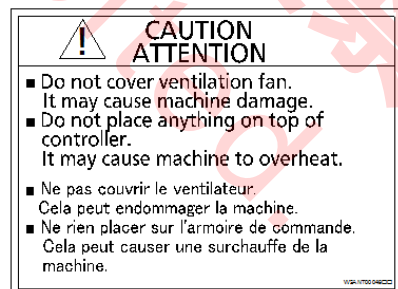 CAUTION
ATTENTION
■ Do not cover ventilation fan.
It may cause machine damage.
■ Do not place anything on top of
controller.
It may cause machine to overheat.
■ Ne pas couvrir le ventilateur.
Cela peut endommager la machine.
■ Ne rien placer sur l'armoire de commande.
Cela peut causer une surchauffe de la
machine.